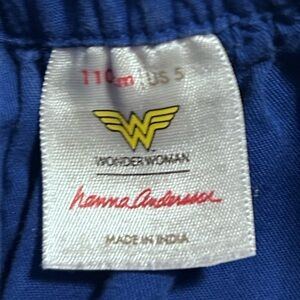 110cm US 5
WONDER WOMAN
hanna andersson
MADE IN INDIA